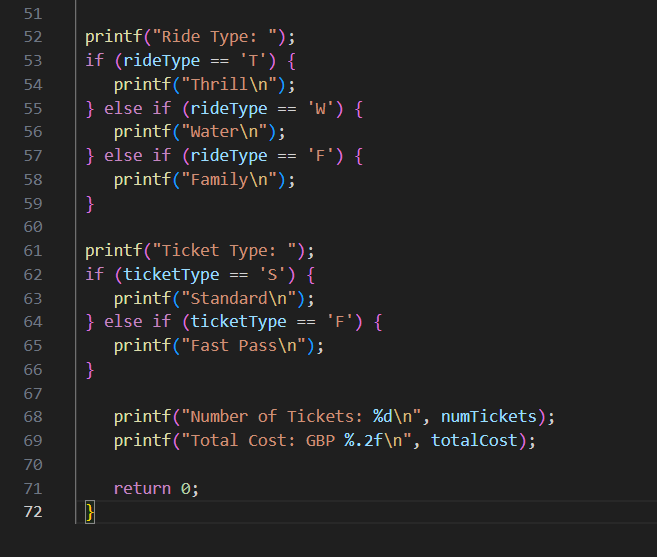 51
52 printf("Ride Type: ");
53 if (rideType == 'T') {
54    printf("Thrill\n");
55 } else if (rideType == 'W') {
56    printf("Water\n");
57 } else if (rideType == 'F') {
58    printf("Family\n");
59 }
60
61 printf("Ticket Type: ");
62 if (ticketType == 'S') {
63    printf("Standard\n");
64 } else if (ticketType == 'F') {
65    printf("Fast Pass\n");
66 }
67
68    printf("Number of Tickets: %d\n", numTickets);
69    printf("Total Cost: GBP %.2f\n", totalCost);
70
71    return 0;
72 }